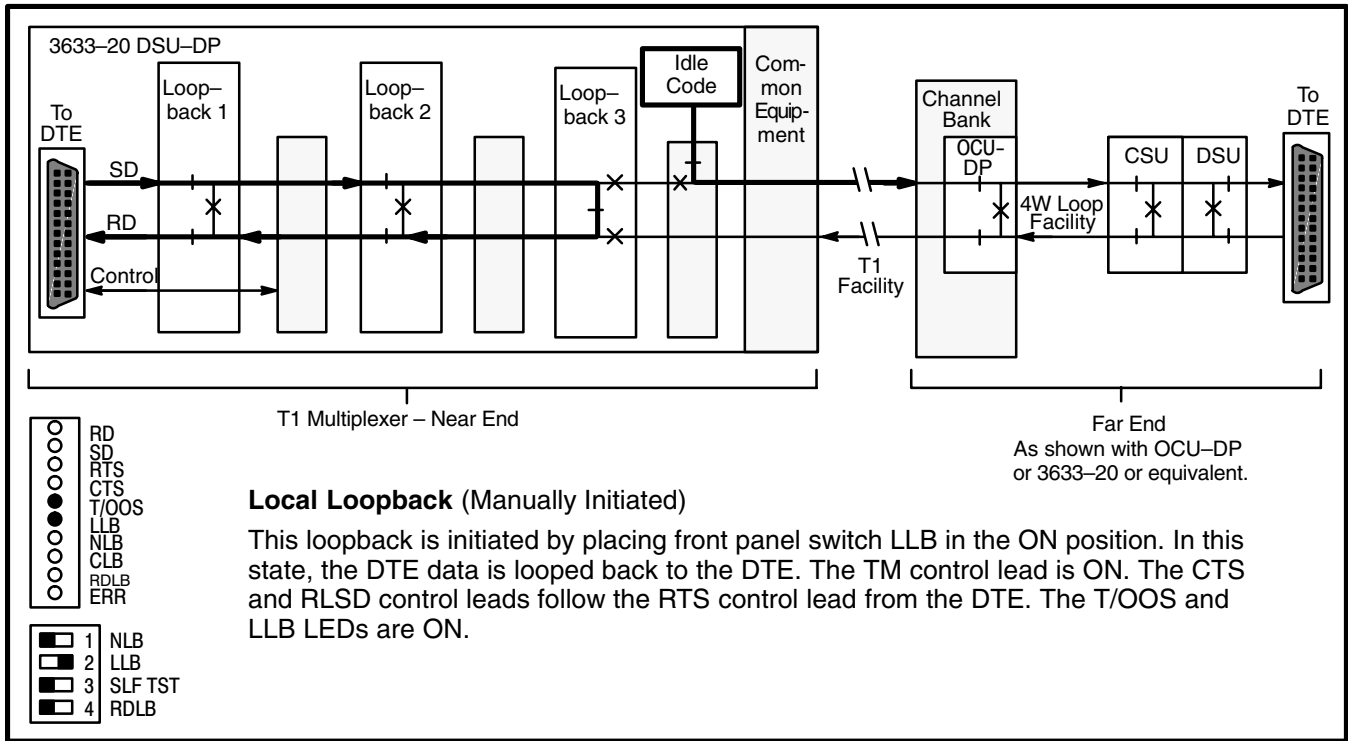 3633–20 DSU–DP
To
DTE
SD
RD
Control
Loop–
back 1
Loop–
back 2
Loop–
back 3
Idle
Code
Com-
mon
Equip-
ment
T1
Facility
Channel
Bank
OCU-
DP
4W Loop
Facility
CSU
DSU
To
DTE
T1 Multiplexer – Near End
Far End
As shown with OCU–DP
or 3633–20 or equivalent.
RD
SD
RTS
CTS
T/OOS
LLB
NLB
CLB
RDLB
ERR
1 NLB
2 LLB
3 SLF TST
4 RDLB
Local Loopback (Manually Initiated)
This loopback is initiated by placing front panel switch LLB in the ON position. In this
state, the DTE data is looped back to the DTE. The TM control lead is ON. The CTS
and RLSD control leads follow the RTS control lead from the DTE. The T/OOS and
LLB LEDs are ON.